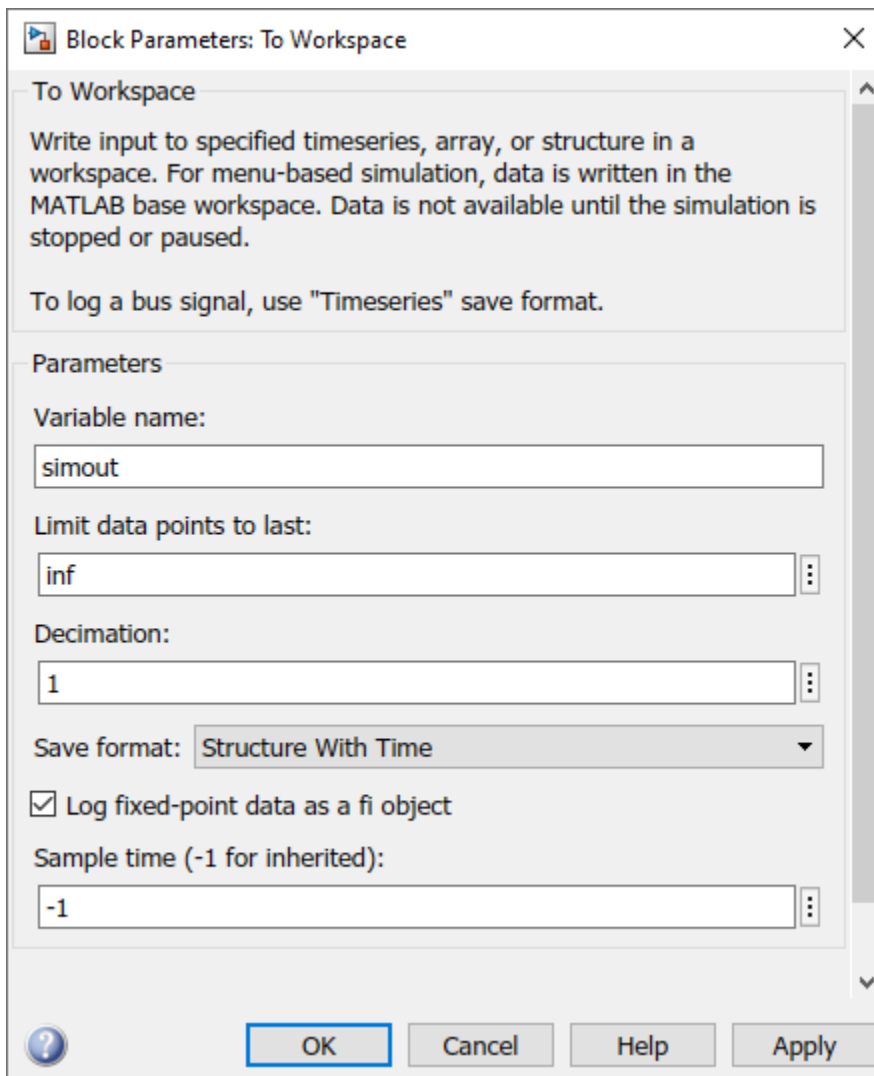 Block Parameters: To Workspace
To Workspace
Write input to specified timeseries, array, or structure in a
workspace. For menu-based simulation, data is written in the
MATLAB base workspace. Data is not available until the simulation is
stopped or paused.
To log a bus signal, use "Timeseries" save format.
Parameters
Variable name:
simout
Limit data points to last:
inf
Decimation:
1
Save format: Structure With Time
Log fixed-point data as a fi object
Sample time (-1 for inherited):
-1
OK Cancel Help Apply